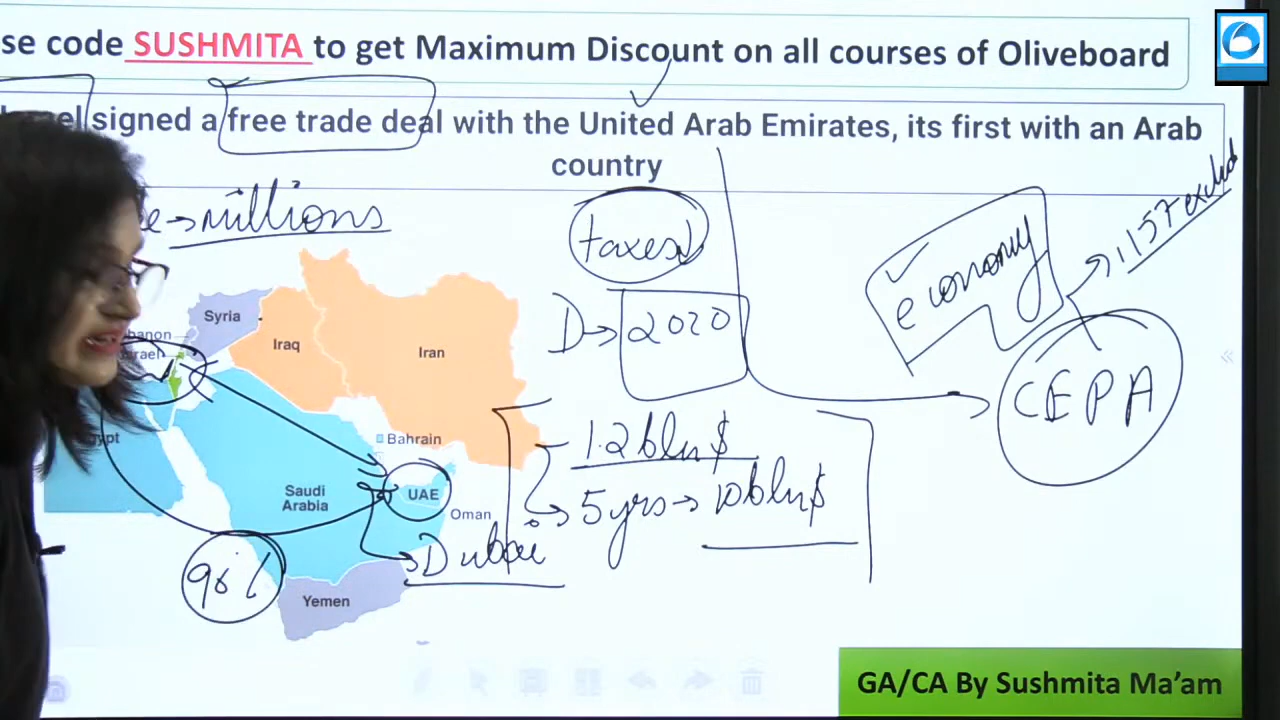 se code SUSHMITA to get Maximum Discount on all courses of Oliveboard
signed a free trade deal with the United Arab Emirates, its first with an Arab
country
millions
taxes
economy
1157
D → 2020
CEPA
Syria
Iraq
Iran
Bahrain
UAE
Saudi
Arabia
Oman
Yemen
1.2 bln $
5 yrs → 10 bln $
Dubai
96%
GA/CA By Sushmita Ma'am